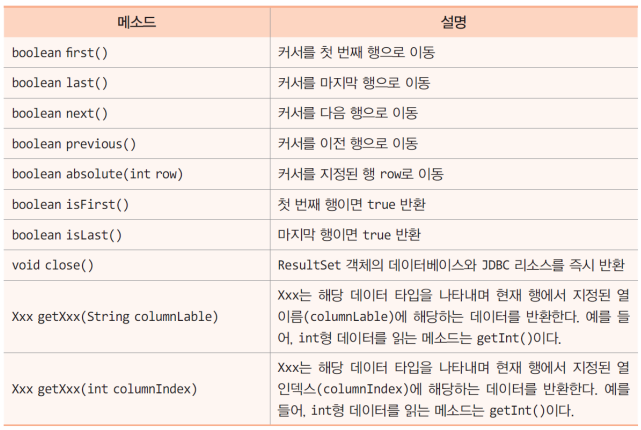 메소드 설명
boolean first() 커서를 첫 번째 행으로 이동
boolean last() 커서를 마지막 행으로 이동
boolean next() 커서를 다음 행으로 이동
boolean previous() 커서를 이전 행으로 이동
boolean absolute(int row) 커서를 지정된 행 row로 이동
boolean isFirst() 첫 번째 행이면 true 반환
boolean isLast() 마지막 행이면 true 반환
void close() ResultSet 객체의 데이터베이스와 JDBC 리소스를 즉시 반환
Xxx getXxx(String columnLable)
Xxx는 해당 데이터 타입을 나타내며 현재 행에서 지정된 열
이름(columnLable)에 해당하는 데이터를 반환한다. 예를 들
어, int형 데이터를 읽는 메소드는 getInt()이다.
Xxx getXxx(int columnIndex)
Xxx는 해당 데이터 타입을 나타내며 현재 행에서 지정된 열
인덱스(columnIndex)에 해당하는 데이터를 반환한다. 예를
들어, int형 데이터를 읽는 메소드는 getInt()이다.